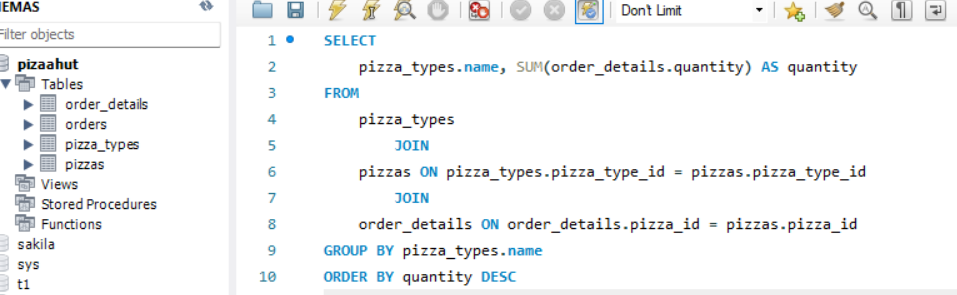 Filter objects
pizaahut
Tables
order_details
orders
pizza_types
pizzas
Views
Stored Procedures
Functions
sakila
sys
t1
Don't Limit
1 SELECT
2 pizza_types.name, SUM(order_details.quantity) AS quantity
3 FROM
4 pizza_types
5 JOIN
6 pizzas ON pizza_types.pizza_type_id = pizzas.pizza_type_id
7 JOIN
8 order_details ON order_details.pizza_id = pizzas.pizza_id
9 GROUP BY pizza_types.name
10 ORDER BY quantity DESC